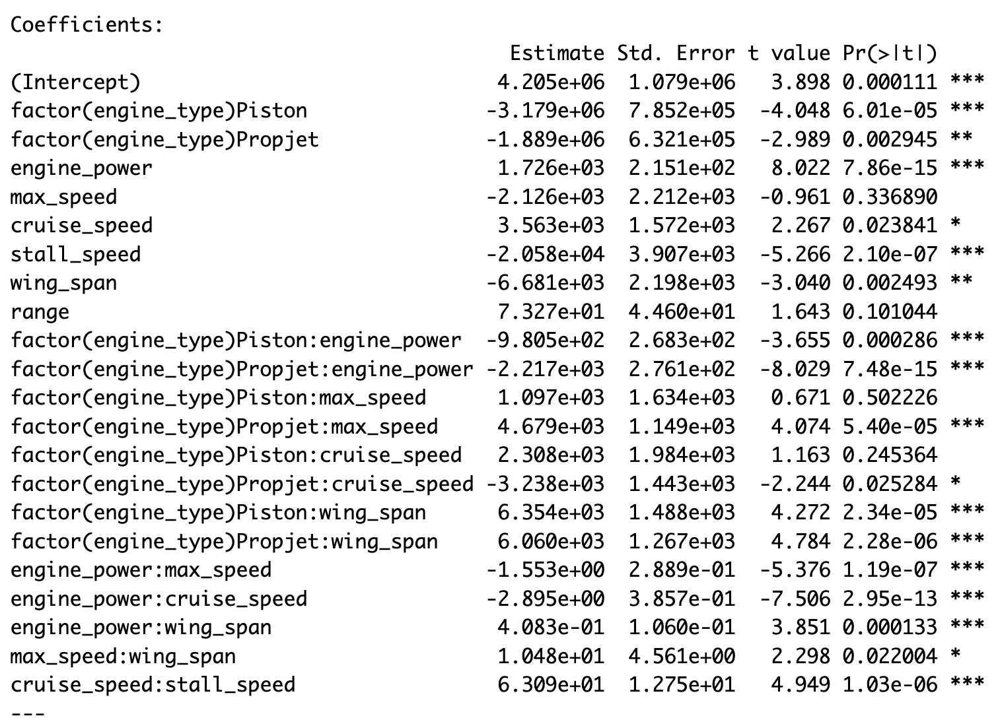 Coefficients:
Estimate Std. Error t value Pr(>|t|)
(Intercept) 4.205e+06 1.079e+06 3.898 0.000111 ***
factor(engine_type)Piston -3.179e+06 7.852e+05 -4.048 6.01e-05 ***
factor(engine_type)Propjet -1.889e+06 6.321e+05 -2.989 0.002945 **
engine_power 1.726e+03 2.151e+02 8.022 7.86e-15 ***
max_speed -2.126e+03 2.212e+03 -0.961 0.336890
cruise_speed 3.563e+03 1.572e+03 2.267 0.023841 *
stall_speed -2.058e+04 3.907e+03 -5.266 2.10e-07 ***
wing_span -6.681e+03 2.198e+03 -3.040 0.002493 **
range 7.327e+01 4.460e+01 1.643 0.101044
factor(engine_type)Piston:engine_power -9.805e+02 2.683e+02 -3.655 0.000286 ***
factor(engine_type)Propjet:engine_power -2.217e+03 2.761e+02 -8.029 7.48e-15 ***
factor(engine_type)Piston:max_speed 1.097e+03 1.634e+03 0.671 0.502226
factor(engine_type)Propjet:max_speed 4.679e+03 1.149e+03 4.074 5.40e-05 ***
factor(engine_type)Piston:cruise_speed 2.308e+03 1.984e+03 1.163 0.245364
factor(engine_type)Propjet:cruise_speed -3.238e+03 1.443e+03 -2.244 0.025284 *
factor(engine_type)Piston:wing_span 6.354e+03 1.488e+03 4.272 2.34e-05 ***
factor(engine_type)Propjet:wing_span 6.060e+03 1.267e+03 4.784 2.28e-06 ***
engine_power:max_speed -1.553e+00 2.889e-01 -5.376 1.19e-07 ***
engine_power:cruise_speed -2.895e+00 3.857e-01 -7.506 2.95e-13 ***
engine_power:wing_span 4.083e-01 1.060e-01 3.851 0.000133 ***
max_speed:wing_span 1.048e+01 4.561e+00 2.298 0.022004 *
cruise_speed:stall_speed 6.309e+01 1.275e+01 4.949 1.03e-06 ***
---